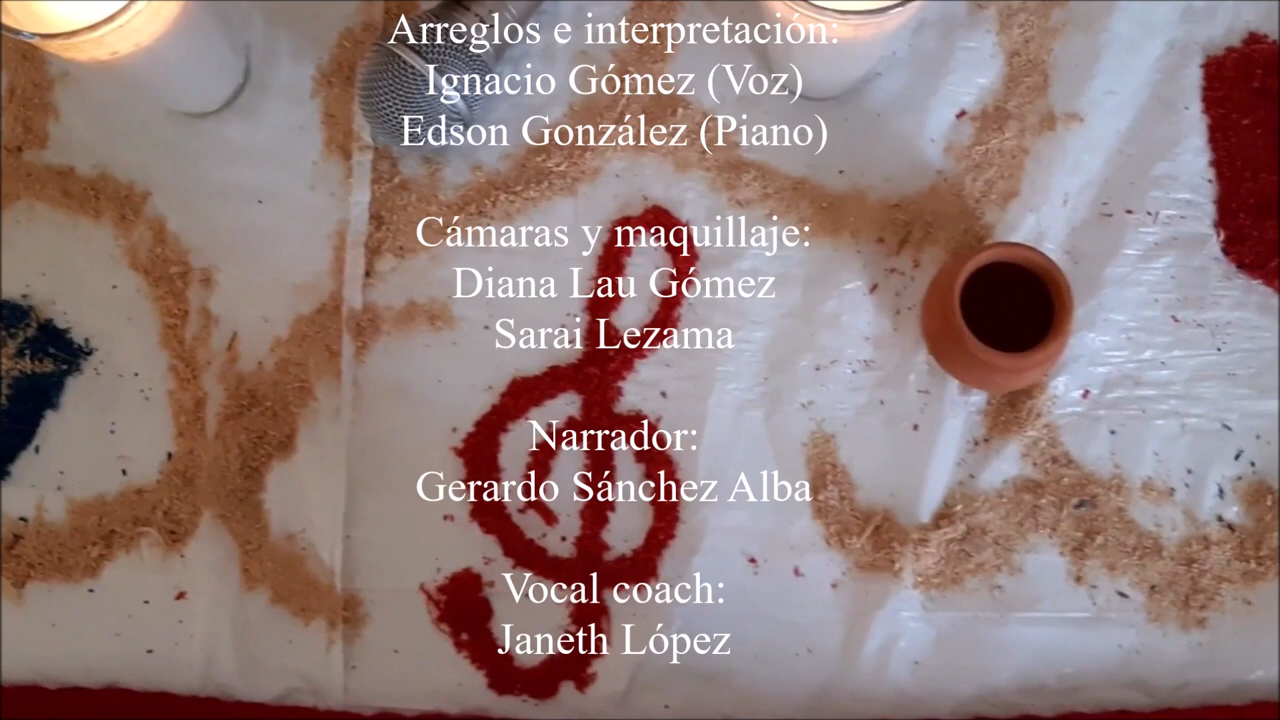 Arreglos e interpretación:
Ignacio Gómez (Voz)
Edson González (Piano)
Cámaras y maquillaje:
Diana Lau Gómez
Sarai Lezama
Narrador:
Gerardo Sánchez Alba
Vocal coach:
Janeth López